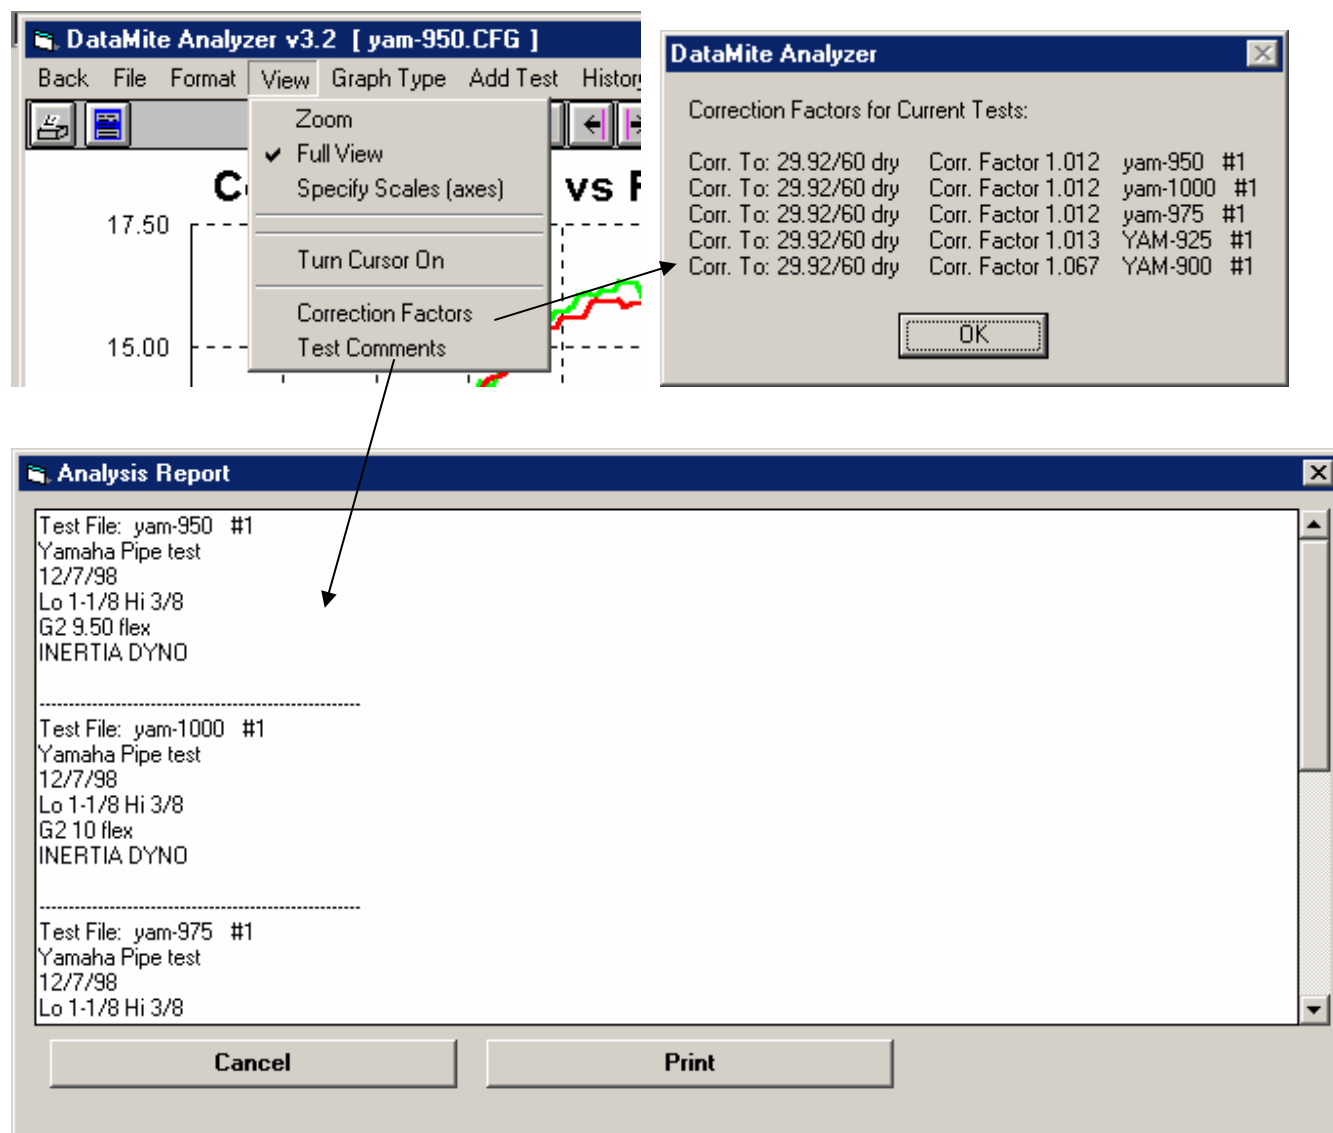 DataMite Analyzer v3.2 [ yam-950.CFG ]
Back File Format View Graph Type Add Test History
Zoom
Full View
Specify Scales (axes)
Turn Cursor On
Correction Factors
Test Comments
C vs
17.50
15.00
DataMite Analyzer
Correction Factors for Current Tests:
Corr. To: 29.92/60 dry Corr. Factor 1.012 yam-950 #1
Corr. To: 29.92/60 dry Corr. Factor 1.012 yam-1000 #1
Corr. To: 29.92/60 dry Corr. Factor 1.012 yam-975 #1
Corr. To: 29.92/60 dry Corr. Factor 1.013 YAM-925 #1
Corr. To: 29.92/60 dry Corr. Factor 1.067 YAM-900 #1
OK
Analysis Report
Test File: yam-950 #1
Yamaha Pipe test
12/7/98
Lo 1-1/8 Hi 3/8
G2 9.50 flex
INERTIA DYNO
-------------------------------------------------------
Test File: yam-1000 #1
Yamaha Pipe test
12/7/98
Lo 1-1/8 Hi 3/8
G2 10 flex
INERTIA DYNO
-------------------------------------------------------
Test File: yam-975 #1
Yamaha Pipe test
12/7/98
Lo 1-1/8 Hi 3/8
Cancel Print